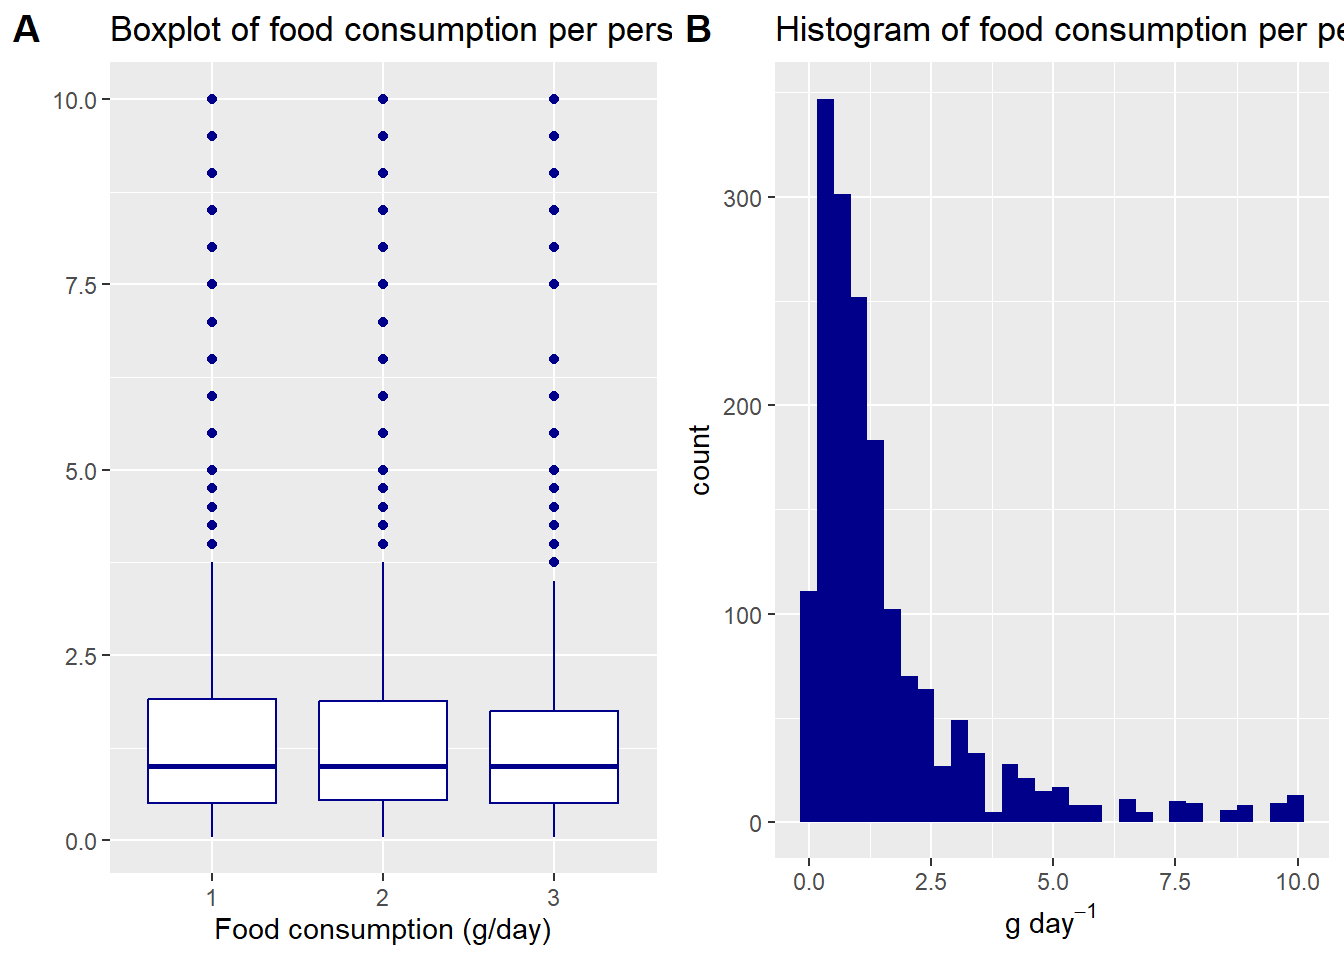 A
Boxplot of food consumption per pers
10.0
7.5
5.0
2.5
0.0
1 2 3
Food consumption (g/day)
B
Histogram of food consumption per pe
count
300
200
100
0
0.0 2.5 5.0 7.5 10.0
g day⁻¹